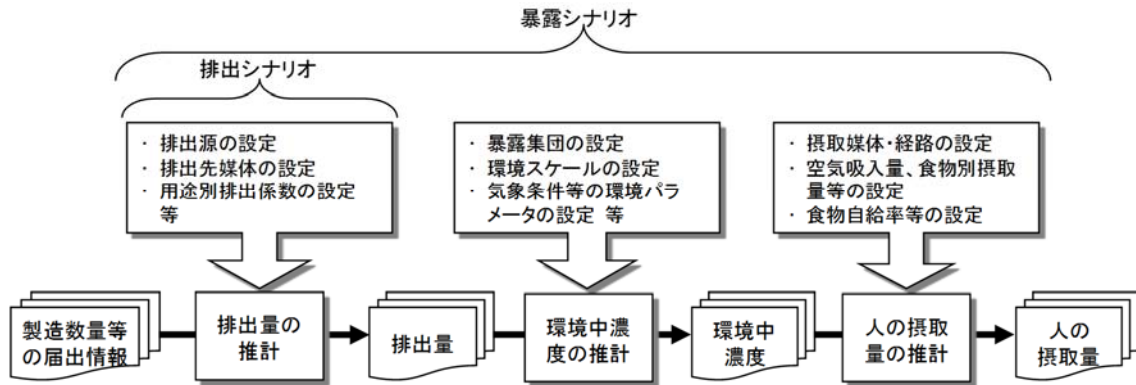 暴露シナリオ
排出シナリオ
・ 排出源の設定
・ 排出先媒体の設定
・ 用途別排出係数の設定
等
・ 暴露集団の設定
・ 環境スケールの設定
・ 気象条件等の環境パラ
メータの設定 等
・ 摂取媒体・経路の設定
・ 空気吸入量、食物別摂取
量等の設定
・ 食物自給率等の設定
製造数量等
の届出情報
排出量の
推計
排出量
環境中濃
度の推計
環境中
濃度
人の摂取
量の推計
人の
摂取量